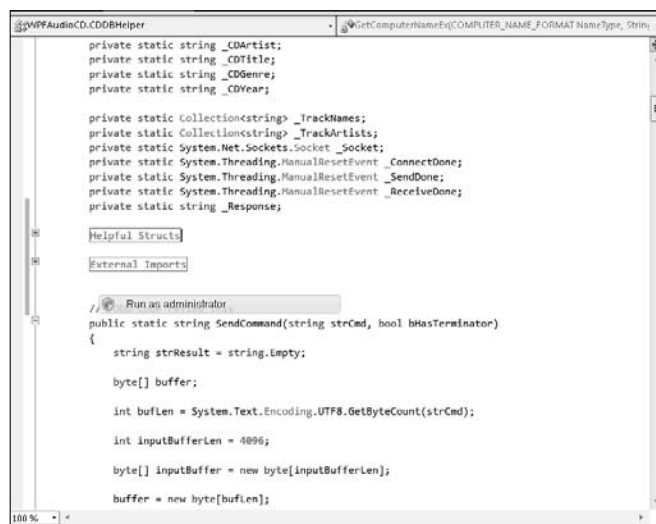 WPFAudioCD.CDDBHelper
GetComputerNameEx(COMPUTER_NAME_FORMAT NameType, String
private static string _CDArtist;
private static string _CDTitle;
private static string _CDGenre;
private static string _CDYear;
private static Collection<string> _TrackNames;
private static Collection<string> _TrackArtists;
private static System.Net.Sockets.Socket _Socket;
private static System.Threading.ManualResetEvent _ConnectDone;
private static System.Threading.ManualResetEvent _SendDone;
private static System.Threading.ManualResetEvent _ReceiveDone;
private static string _Response;
Helpful Structs
External Imports
//
Run as administrator
public static string SendCommand(string strCmd, bool bHasTerminator)
{
string strResult = string.Empty;
byte[] buffer;
int bufLen = System.Text.Encoding.UTF8.GetByteCount(strCmd);
int inputBufferLen = 4096;
byte[] inputBuffer = new byte[inputBufferLen];
buffer = new byte[bufLen];
100 %